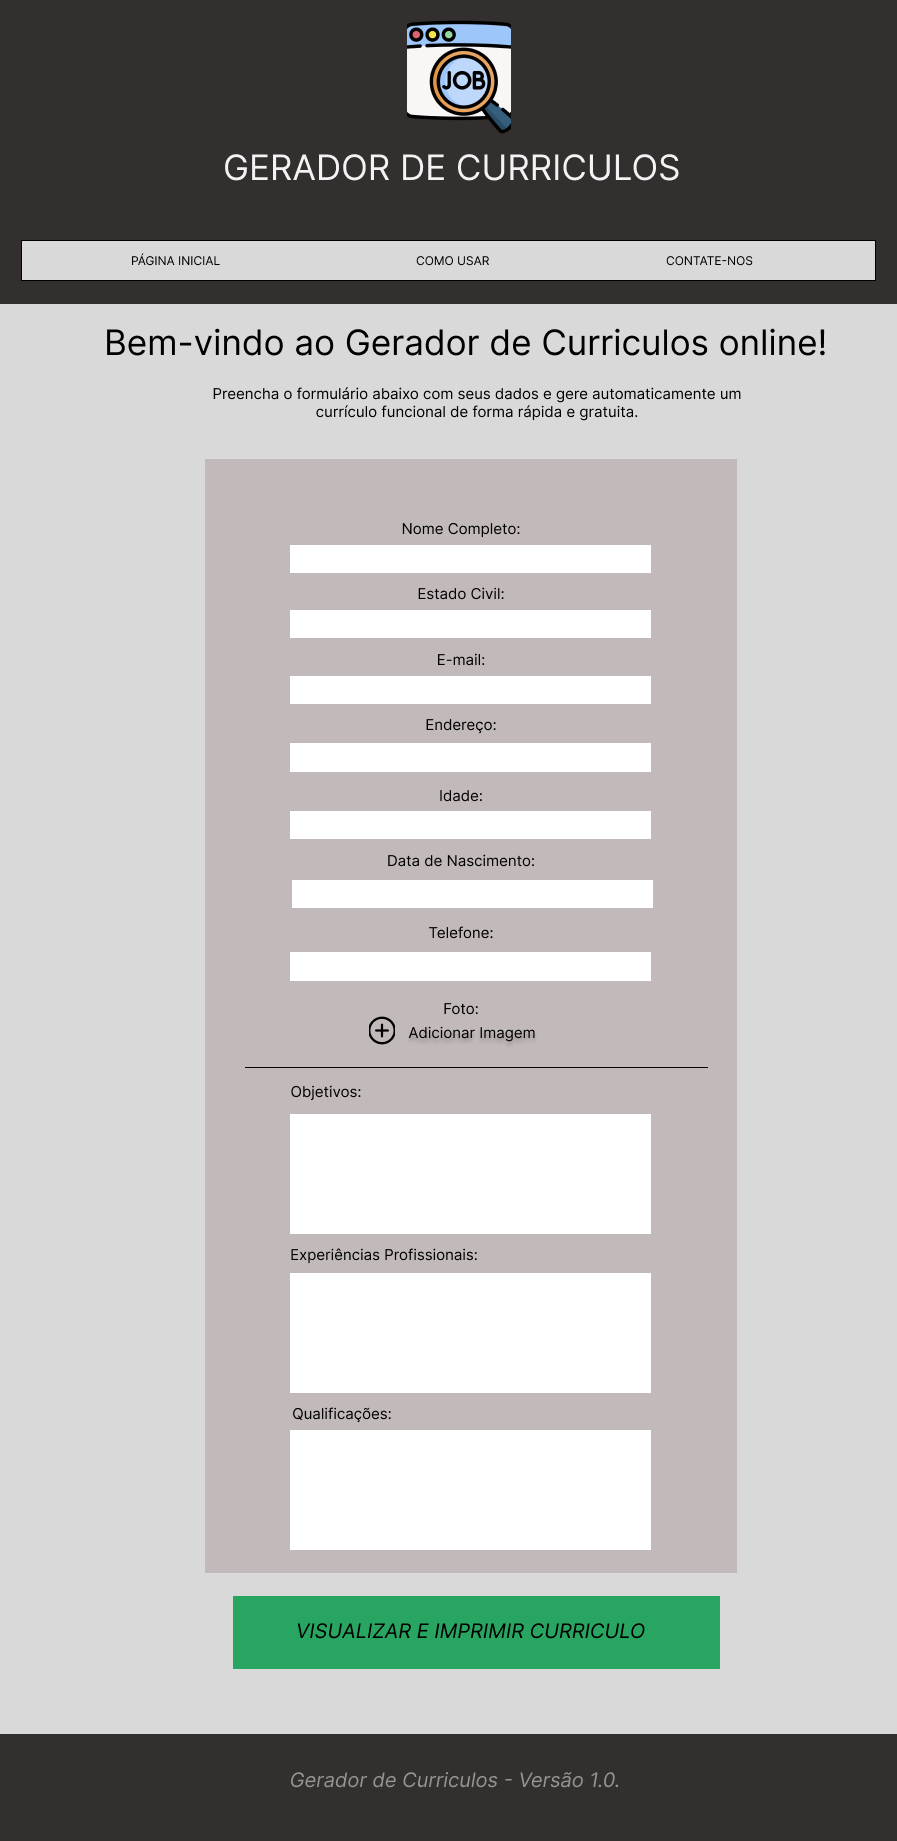 JOB
GERADOR DE CURRICULOS
PÁGINA INICIAL COMO USAR CONTATE-NOS
Bem-vindo ao Gerador de Curriculos online!
Preencha o formulário abaixo com seus dados e gere automaticamente um
currículo funcional de forma rápida e gratuita.
Nome Completo:
Estado Civil:
E-mail:
Endereço:
Idade:
Data de Nascimento:
Telefone:
Foto:
Adicionar Imagem
Objetivos:
Experiências Profissionais:
Qualificações:
VISUALIZAR E IMPRIMIR CURRICULO
Gerador de Curriculos - Versão 1.0.